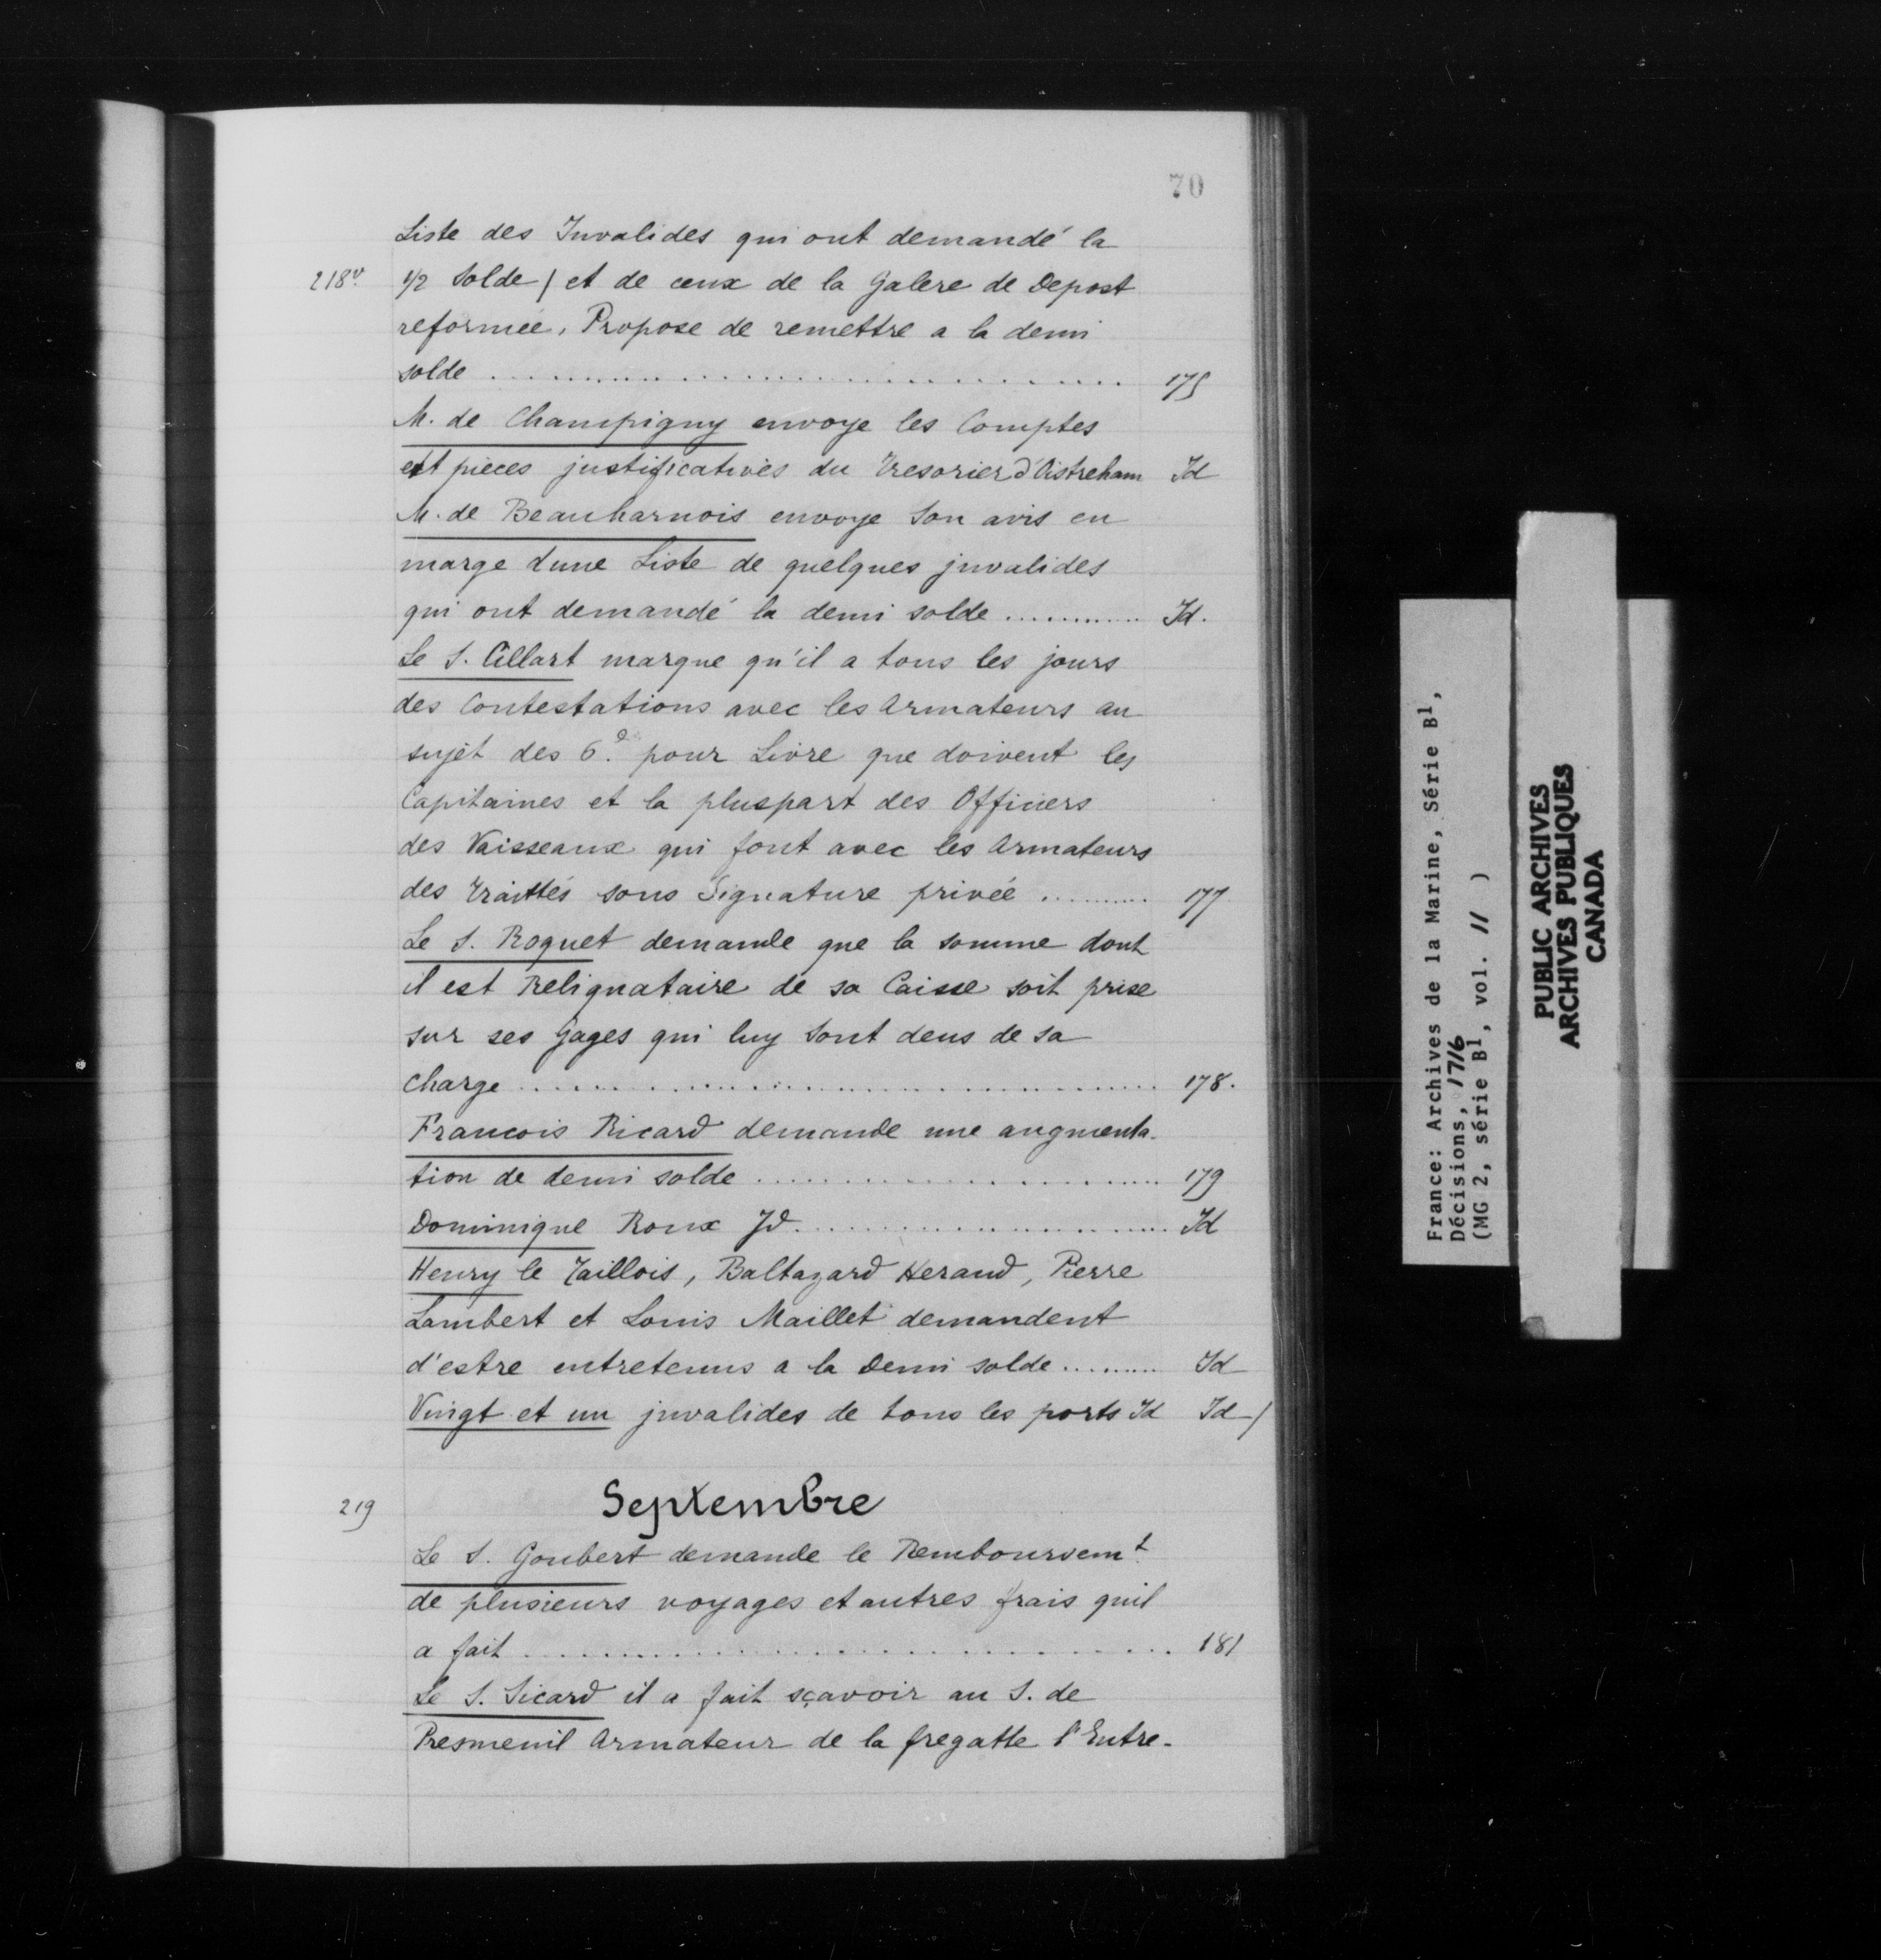 70
Liste des Invalides qui ont demandé la
218v. 1/2 solde / et de ceux de la Galere de Depost
reformée, Propose de remettre a la demi
solde .......... 175
M. de Champigny envoye les Comptes
et pieces justificatives du Tresorier d'Oistreham Id
M. de Beauharnois envoye son avis en
marge dune Liste de quelques jnvalides
qui ont demandé la demi solde .......... Id.
Le S. Allart marque qu'il a tous les jours
des Contestations avec les Armateurs au
sujet des 6d. pour Livre que doivent les
Capitaines et la pluspart des Officiers
des Vaisseaux qui font avec les Armateurs
des traittés sous Signature privée .......... 177
Le S. Roquet demande que la somme dont
il est Reliquataire de sa Caisse soit prise
sur ses Gages qui luy sont deus de sa
charge .......... 178.
Francois Ricard demande une augmenta-
tion de demi solde .......... 179
Dominique Roux Id .......... Id
Henry le Taillois, Baltazard Heraud, Pierre
Lambert et Louis Maillet demandent
d'estre entretenus a la Demi solde .......... Id
Vingt et un jnvalides de tous les ports Id Id-/
219 Septembre
Le S. Goubert demande le Remboursemt.
de plusieurs voyages et autres frais quil
a fait .......... 181
Le S. Sicard il a fait sçavoir au S. de
Presmenil Armateur de la fregatte l'Entre-
France: Archives de la Marine, Série B1,
Décisions, 1716
(MG 2, série B1, vol. 11 )
PUBLIC ARCHIVES
ARCHIVES PUBLIQUES
CANADA